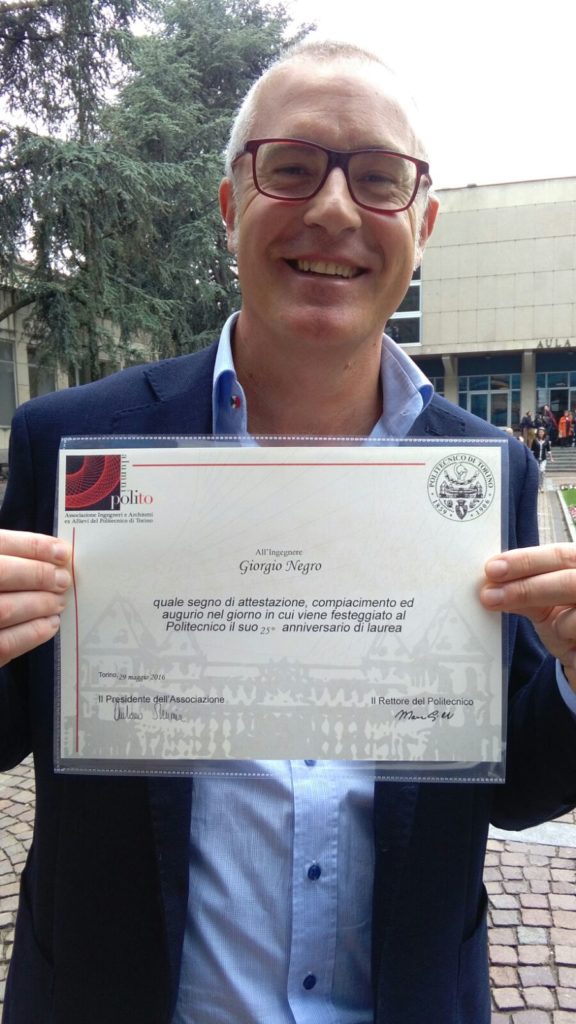 alumni
polito
Associazione Ingegneri e Architetti
ex Allievi del Politecnico di Torino
POLITECNICO DI TORINO
1859 1906
All'Ingegnere
Giorgio Negro
quale segno di attestazione, compiacimento ed
augurio nel giorno in cui viene festeggiato al
Politecnico il suo 25° anniversario di laurea
Torino, 29 maggio 2016
Il Presidente dell'Associazione
Il Rettore del Politecnico
AULA